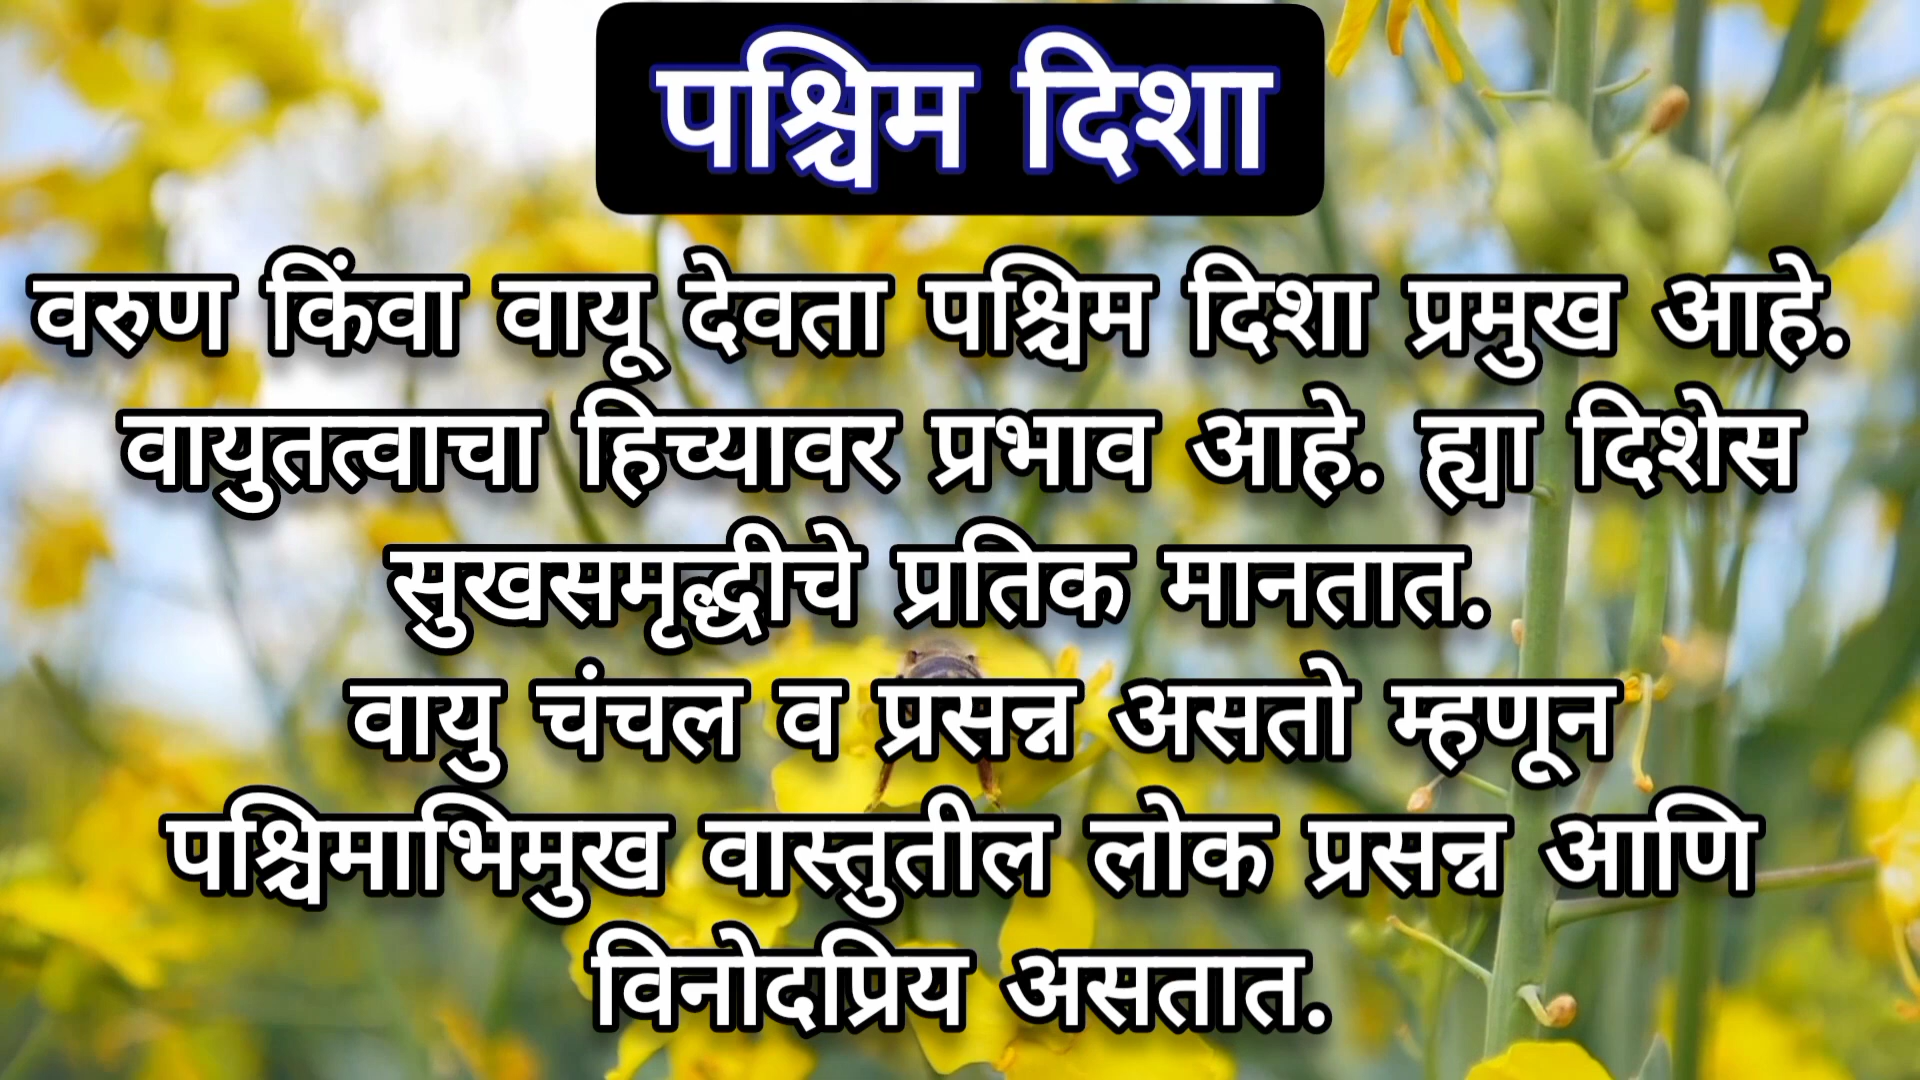 पश्चिम दिशा
वरुण किंवा वायू देवता पश्चिम दिशा प्रमुख आहे.
वायुतत्वाचा हिच्यावर प्रभाव आहे. ह्या दिशेस
सुखसमृद्धीचे प्रतिक मानतात.
वायु चंचल व प्रसन्न असतो म्हणून
पश्चिमाभिमुख वास्तुतील लोक प्रसन्न आणि
विनोदप्रिय असतात.